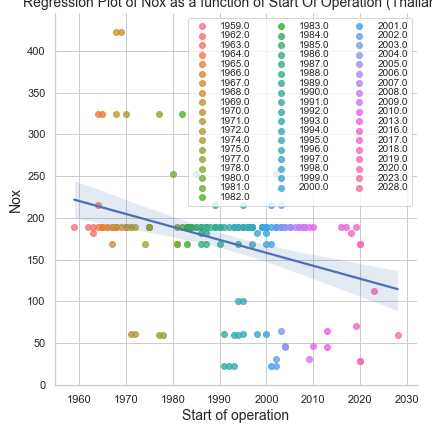 Regression Plot of Nox as a function of Start Of Operation (Thailan
1959.0 1983.0 2001.0
1962.0 1984.0 2002.0
1963.0 1985.0 2003.0
1964.0 1986.0 2004.0
1965.0 1987.0 2005.0
1966.0 1988.0 2006.0
1967.0 1989.0 2007.0
1968.0 1990.0 2008.0
1969.0 1991.0 2009.0
1970.0 1992.0 2010.0
1971.0 1993.0 2013.0
1972.0 1994.0 2016.0
1974.0 1995.0 2017.0
1975.0 1996.0 2018.0
1977.0 1997.0 2019.0
1978.0 1998.0 2020.0
1980.0 1999.0 2023.0
1981.0 2000.0 2028.0
1982.0
400
350
300
250
200
150
100
50
0
Nox
1960 1970 1980 1990 2000 2010 2020 2030
Start of operation